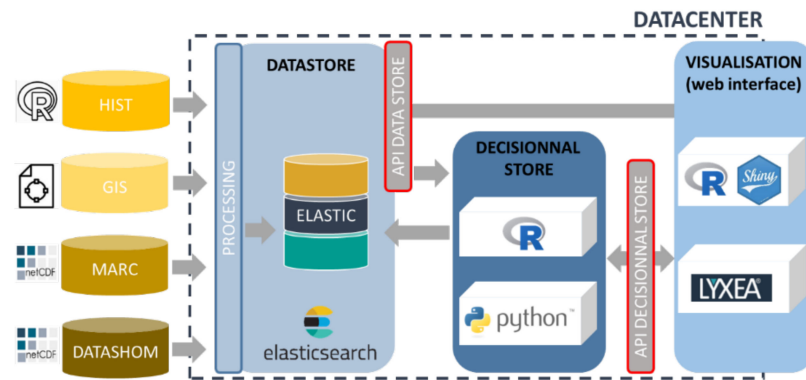 DATACENTER
DATASTORE
VISUALISATION
(web interface)
HIST
GIS
MARC
DATASHOM
netCDF
netCDF
PROCESSING
ELASTIC
elasticsearch
API DATA STORE
DECISIONNAL
STORE
R
python™
API DECISIONNAL STORE
R
Shiny
LYXEA®
R